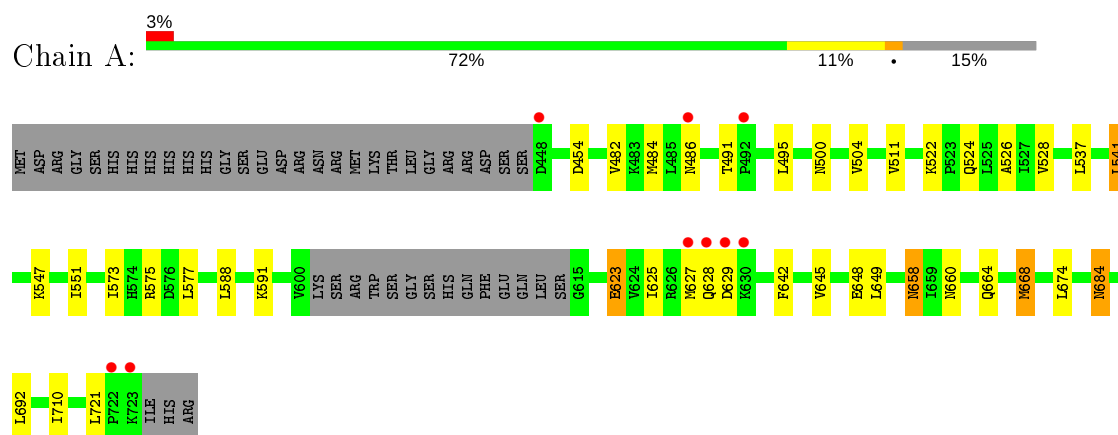 3%
Chain A:
72% 11% • 15%
MET ASP ARG GLY SER HIS HIS HIS HIS HIS HIS GLY SER GLU ASP ARG ASN ARG MET LYS THR LEU GLY ARG ARG ASP SER SER D448 D454 V482 K483 M484 L485 N486 T491 P492 L495 N500 V504 V511 K522 P523 Q524 L525 A526 I527 V528 L537 L541
K547 I551 I573 H574 R575 D576 L577 L588 K591 V600 LYS SER ARG TRP SER GLY SER HIS GLN PHE GLU GLN LEU SER G615 E623 V624 I625 R626 M627 Q628 D629 K630 F642 V645 E648 L649 N658 I659 N660 Q664 M668 L674 N684
L692 I710 L721 P722 K723 ILE HIS ARG